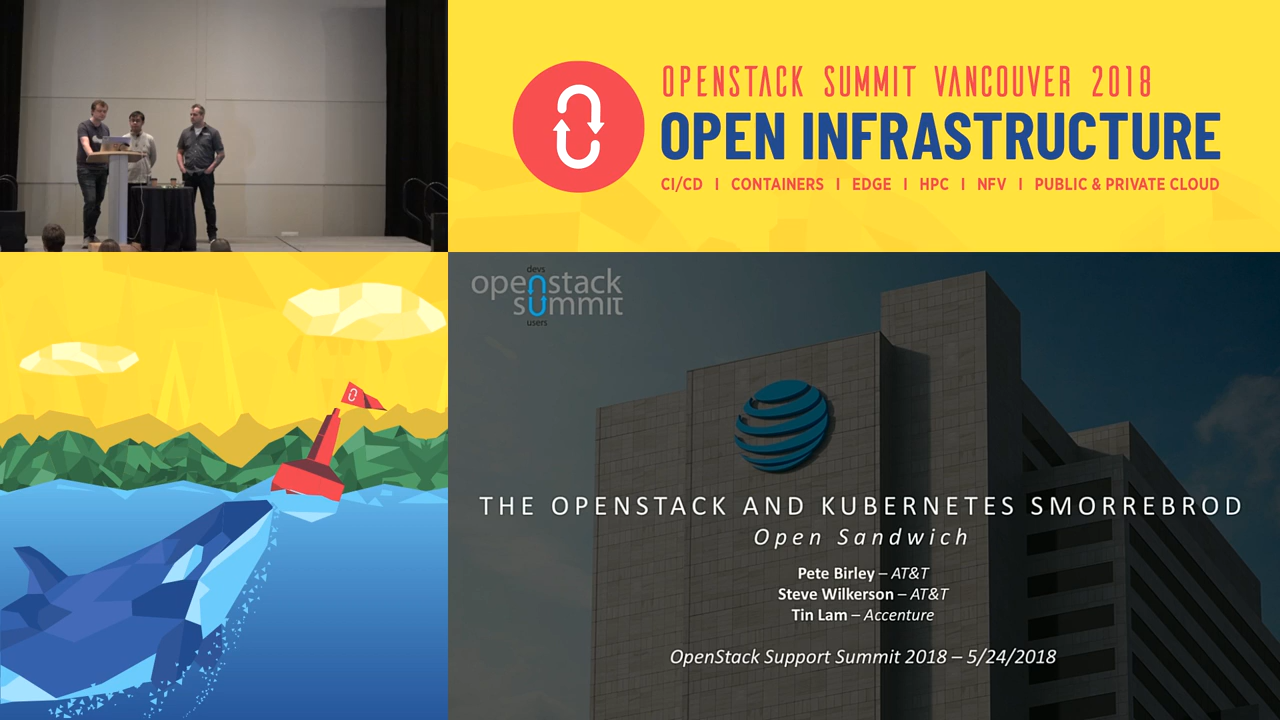 OPENSTACK SUMMIT VANCOUVER 2018
OPEN INFRASTRUCTURE
CI/CD | CONTAINERS | EDGE | HPC | NFV | PUBLIC & PRIVATE CLOUD
devs
openstack
summit
users
THE OPENSTACK AND KUBERNETES SMORREBROD
Open Sandwich
Pete Birley – AT&T
Steve Wilkerson – AT&T
Tin Lam – Accenture
OpenStack Support Summit 2018 – 5/24/2018